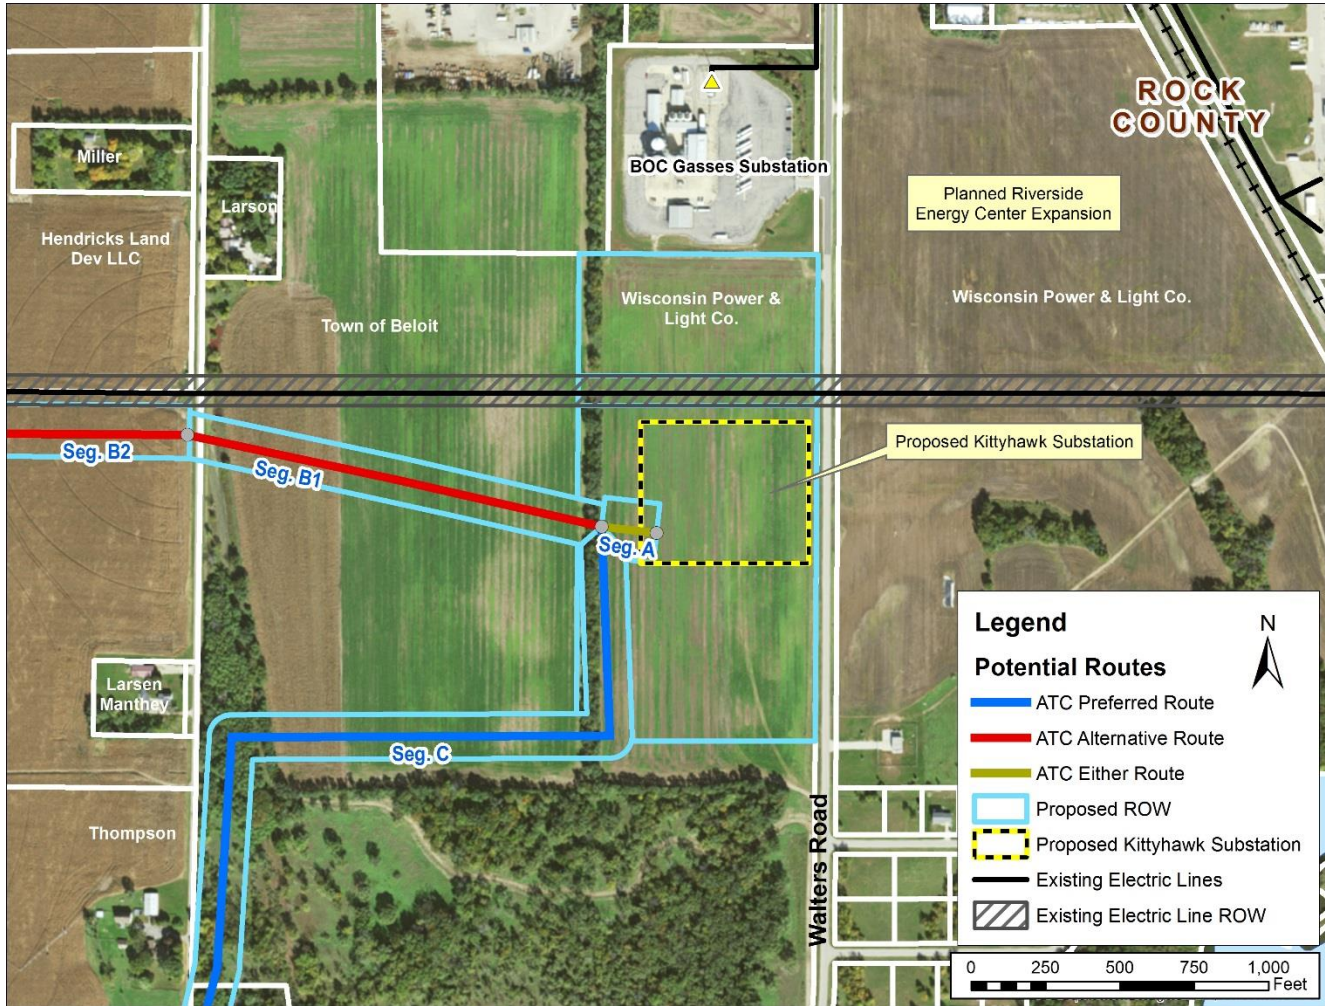 ROCK
COUNTY
Miller
BOC Gasses Substation
Larson
Planned Riverside
Energy Center Expansion
Hendricks Land
Dev LLC
Wisconsin Power &
Light Co.
Wisconsin Power & Light Co.
Town of Beloit
Proposed Kittyhawk Substation
Seg. B2
Seg. B1
Seg. A
Larsen
Manthey
Seg. C
Thompson
Walters Road
Legend
N
Potential Routes
ATC Preferred Route
ATC Alternative Route
ATC Either Route
Proposed ROW
Proposed Kittyhawk Substation
Existing Electric Lines
Existing Electric Line ROW
0 250 500 750 1,000
Feet